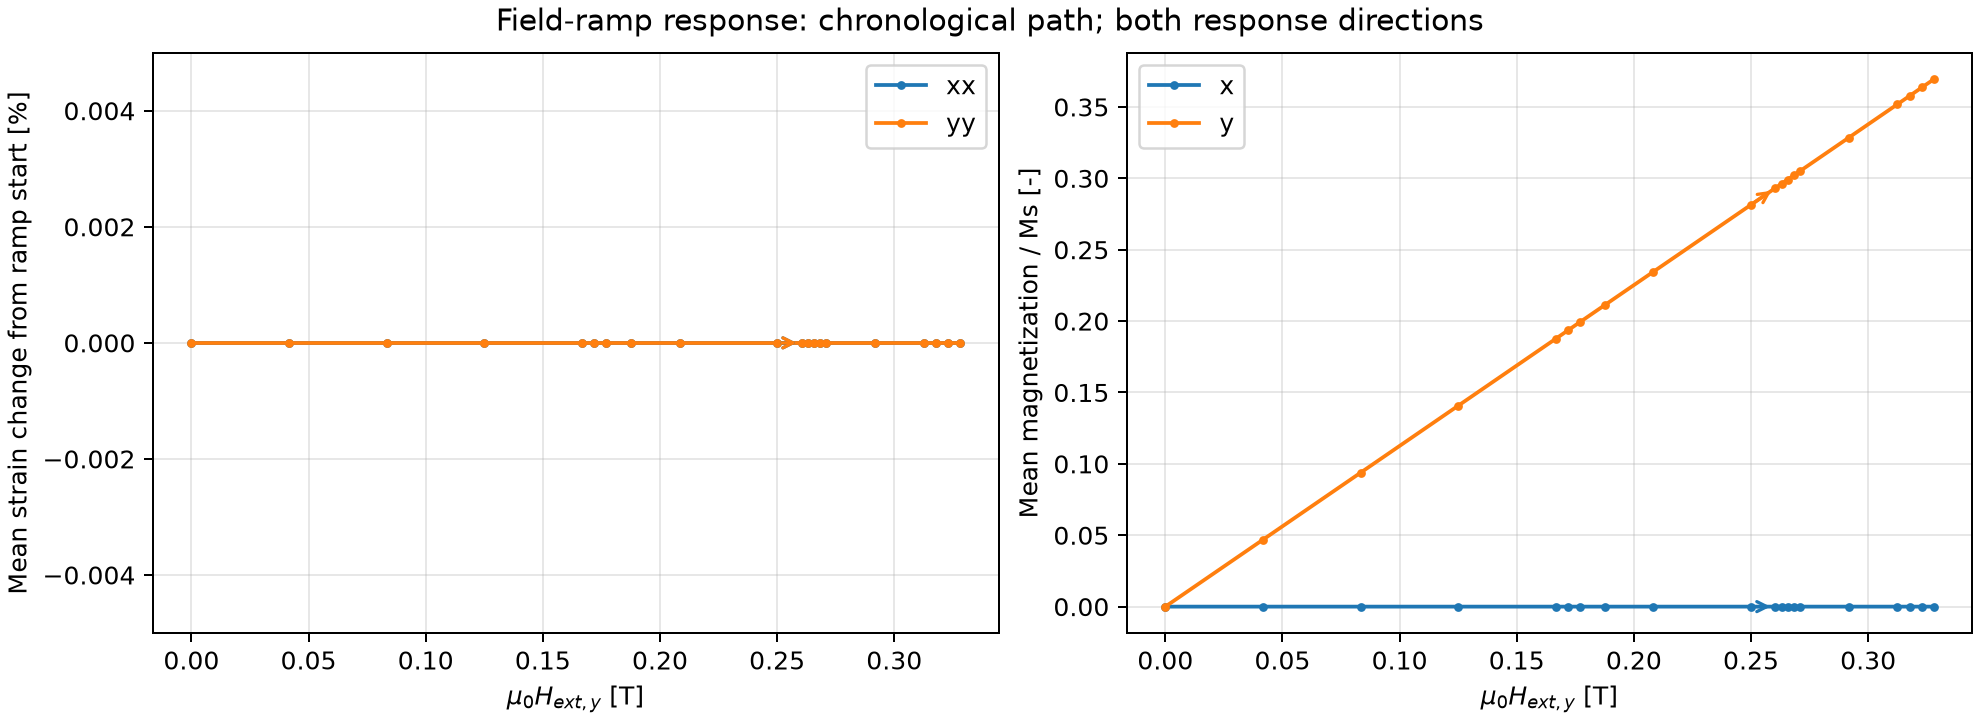 Field-ramp response: chronological path; both response directions
Mean strain change from ramp start [%]
0.004
0.002
0.000
−0.002
−0.004
xx
yy
0.00 0.05 0.10 0.15 0.20 0.25 0.30
μ0Hext, y [T]
Mean magnetization / Ms [-]
0.35
0.30
0.25
0.20
0.15
0.10
0.05
0.00
x
y
0.00 0.05 0.10 0.15 0.20 0.25 0.30
μ0Hext, y [T]